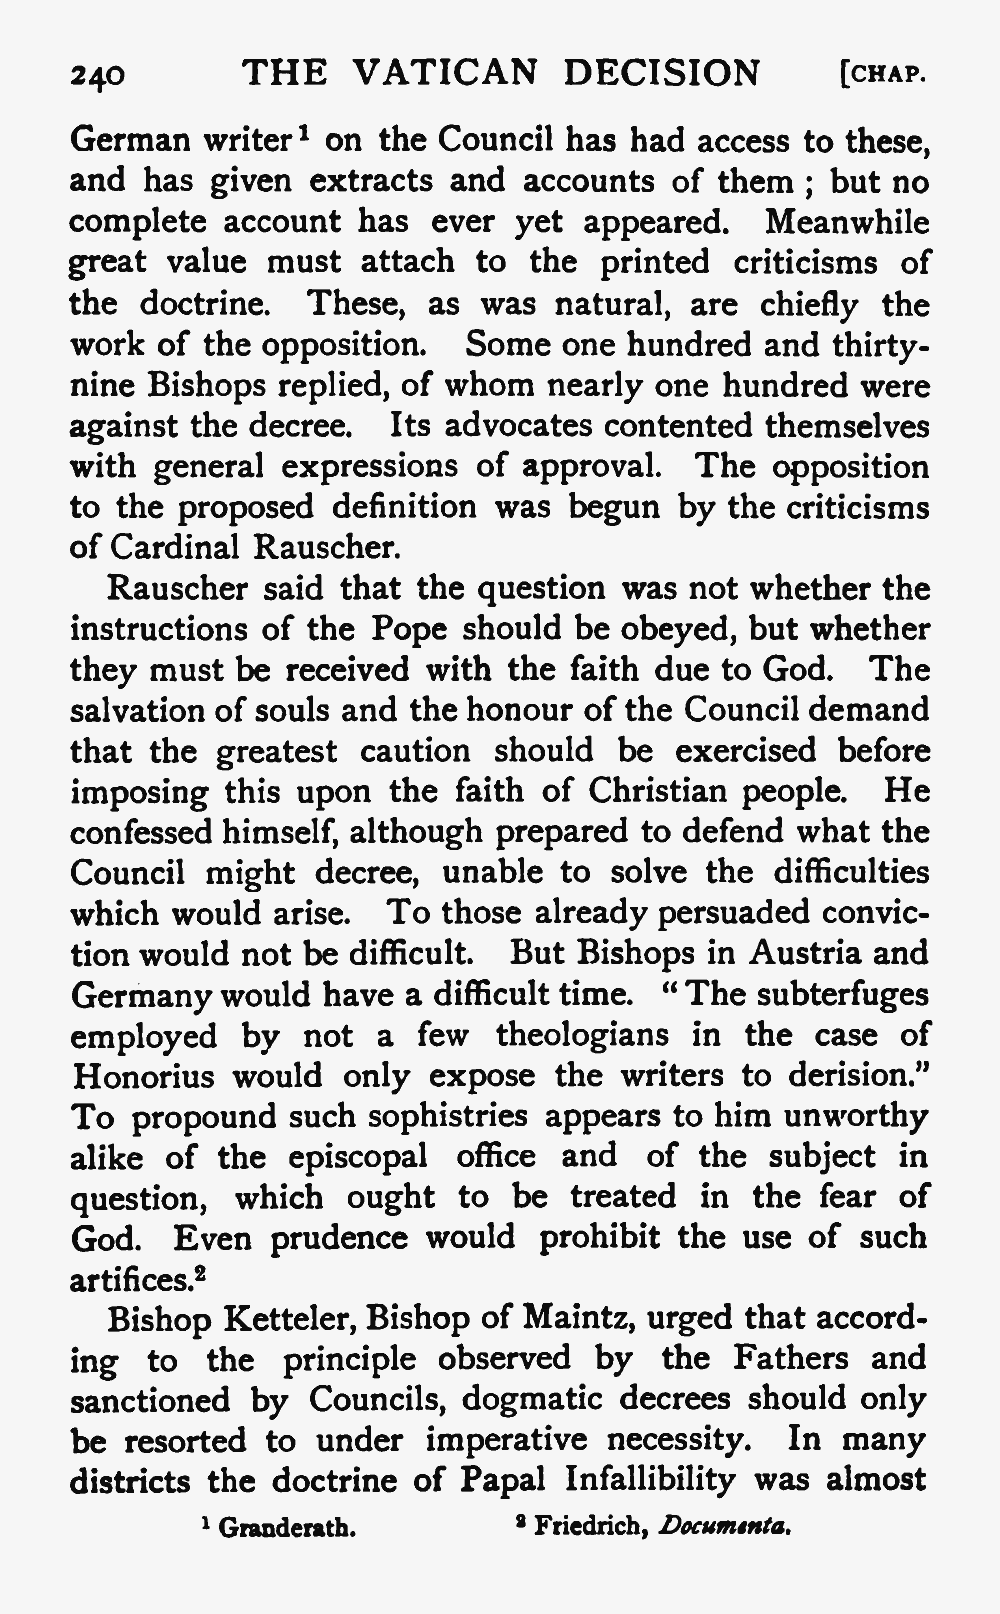 240 THE VATICAN DECISION [CHAP.
German writer¹ on the Council has had access to these,
and has given extracts and accounts of them ; but no
complete account has ever yet appeared. Meanwhile
great value must attach to the printed criticisms of
the doctrine. These, as was natural, are chiefly the
work of the opposition. Some one hundred and thirty-
nine Bishops replied, of whom nearly one hundred were
against the decree. Its advocates contented themselves
with general expressions of approval. The opposition
to the proposed definition was begun by the criticisms
of Cardinal Rauscher.
Rauscher said that the question was not whether the
instructions of the Pope should be obeyed, but whether
they must be received with the faith due to God. The
salvation of souls and the honour of the Council demand
that the greatest caution should be exercised before
imposing this upon the faith of Christian people. He
confessed himself, although prepared to defend what the
Council might decree, unable to solve the difficulties
which would arise. To those already persuaded convic-
tion would not be difficult. But Bishops in Austria and
Germany would have a difficult time. “The subterfuges
employed by not a few theologians in the case of
Honorius would only expose the writers to derision.”
To propound such sophistries appears to him unworthy
alike of the episcopal office and of the subject in
question, which ought to be treated in the fear of
God. Even prudence would prohibit the use of such
artifices.²
Bishop Ketteler, Bishop of Maintz, urged that accord-
ing to the principle observed by the Fathers and
sanctioned by Councils, dogmatic decrees should only
be resorted to under imperative necessity. In many
districts the doctrine of Papal Infallibility was almost
¹ Granderath. ² Friedrich, Documenta.